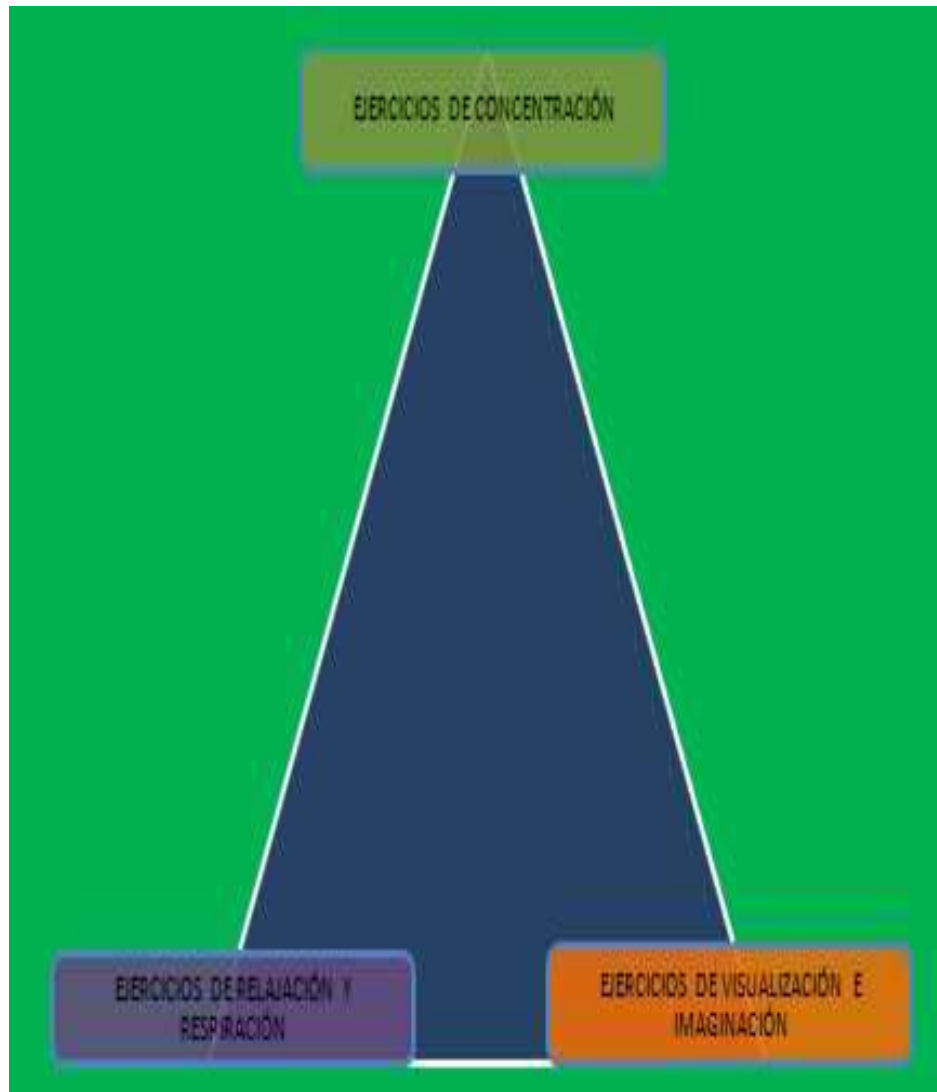 EJERCICIOS DE CONCENTRACIÓN
EJERCICIOS DE RELAJACIÓN Y
RESPIRACIÓN
EJERCICIOS DE VISUALIZACIÓN E
IMAGINACIÓN